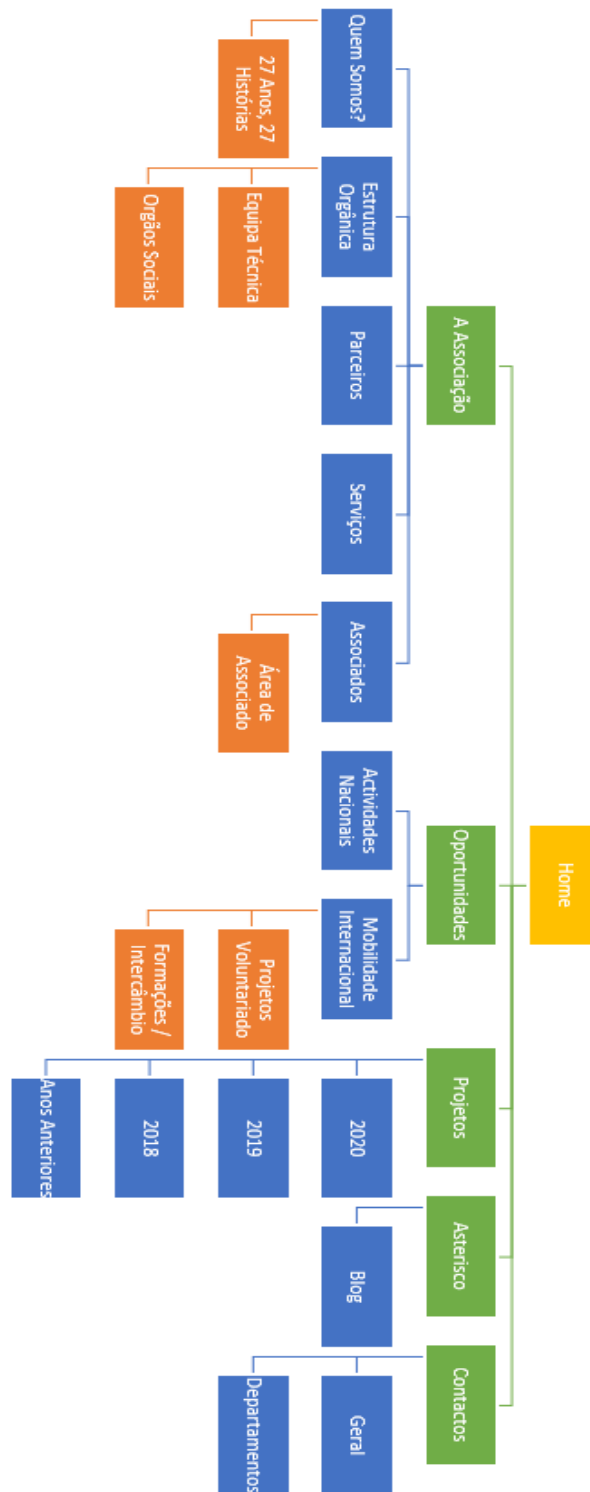 Home
A Associação
Oportunidades
Projetos
Asterisco
Contactos
Quem Somos?
Estrutura
Orgânica
Parceiros
Serviços
Associados
Actividades
Nacionais
Mobilidade
Internacional
2020
Blog
Geral
27 Anos, 27
Histórias
Equipa Técnica
Área de
Associado
Projetos
Voluntariado
2019
Departamentos
Orgãos Sociais
Formações /
Intercâmbio
2018
Anos Anteriores